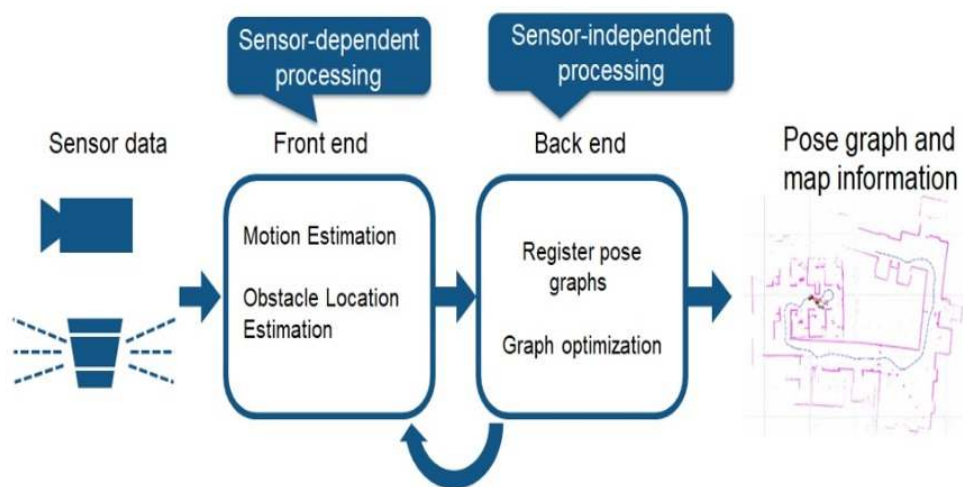 Sensor-dependent
processing
Sensor-independent
processing
Sensor data
Front end
Back end
Pose graph and
map information
Motion Estimation
Obstacle Location
Estimation
Register pose
graphs
Graph optimization